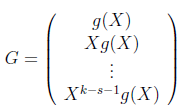 g(X)
Xg(X)
G =
⋮
X^{k-s-1}g(X)